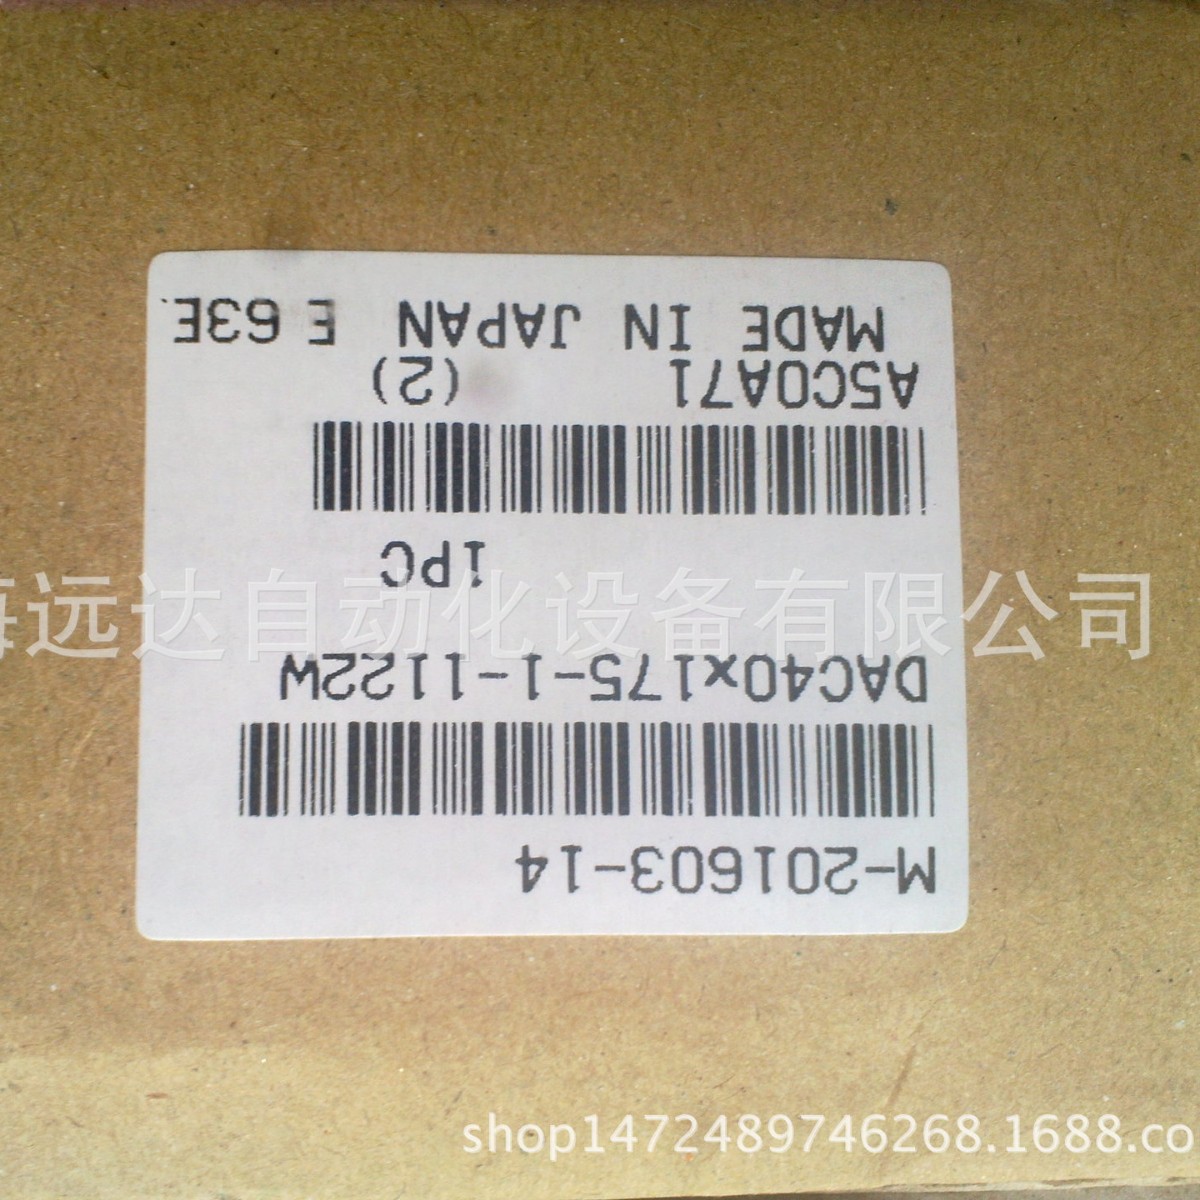 M-201603-14
DAC40x175-1-1122W
1PC
A5C0A71 (2)
MADE IN JAPAN E 63E.
海远达自动化设备有限公司
shop1472489746268.1688.co